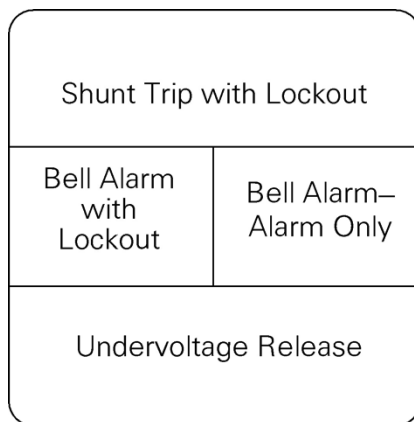 Shunt Trip with Lockout
Bell Alarm
with
Lockout
Bell Alarm–
Alarm Only
Undervoltage Release